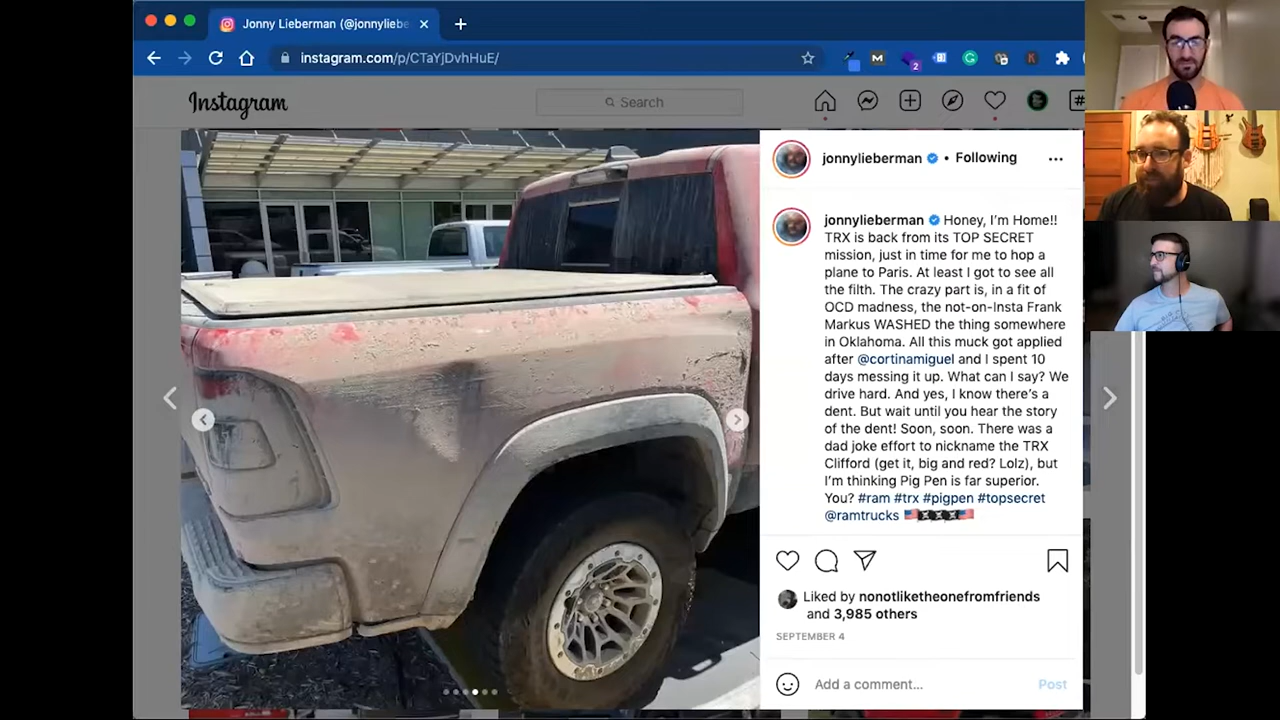 Jonny Lieberman (@jonnyliebe
instagram.com/p/CTaYjDvhHuE/
M
2
K
Instagram
Search
#
jonnylieberman • Following
jonnylieberman Honey, I'm Home!!
TRX is back from its TOP SECRET
mission, just in time for me to hop a
plane to Paris. At least I got to see all
the filth. The crazy part is, in a fit of
OCD madness, the not-on-Insta Frank
Markus WASHED the thing somewhere
in Oklahoma. All this muck got applied
after @cortinamiguel and I spent 10
days messing it up. What can I say? We
drive hard. And yes, I know there's a
dent. But wait until you hear the story
of the dent! Soon, soon. There was a
dad joke effort to nickname the TRX
Clifford (get it, big and red? Lolz), but
I'm thinking Pig Pen is far superior.
You? #ram #trx #pigpen #topsecret
@ramtrucks
Liked by nonotliketheonefromfriends
and 3,985 others
SEPTEMBER 4
Add a comment...
Post